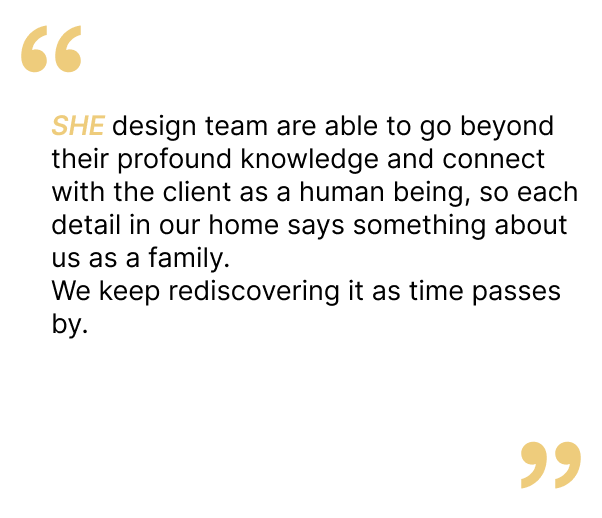 “
SHE design team are able to go beyond
their profound knowledge and connect
with the client as a human being, so each
detail in our home says something about
us as a family.
We keep rediscovering it as time passes
by.
”